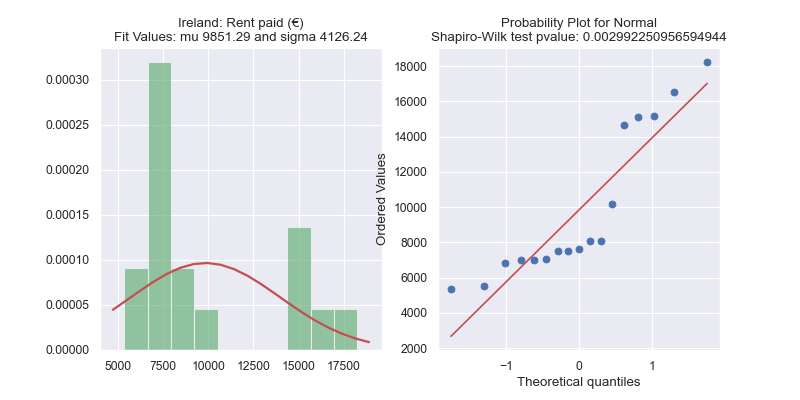 Ireland: Rent paid (€)
Fit Values: mu 9851.29 and sigma 4126.24
0.00030
0.00025
0.00020
0.00015
0.00010
0.00005
0.00000
5000 7500 10000 12500 15000 17500
Probability Plot for Normal
Shapiro-Wilk test pvalue: 0.002992250956594944
Ordered Values
18000
16000
14000
12000
10000
8000
6000
4000
2000
−1 0 1
Theoretical quantiles